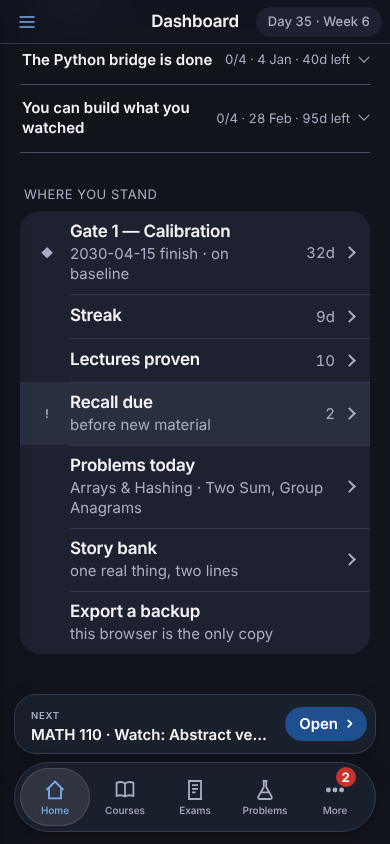 Dashboard
Day 35 · Week 6
The Python bridge is done
0/4 · 4 Jan · 40d left
You can build what you
watched
0/4 · 28 Feb · 95d left
WHERE YOU STAND
Gate 1 — Calibration
2030-04-15 finish · on
baseline
32d
Streak
9d
Lectures proven
10
!
Recall due
before new material
2
Problems today
Arrays & Hashing · Two Sum, Group
Anagrams
Story bank
one real thing, two lines
Export a backup
this browser is the only copy
NEXT
MATH 110 · Watch: Abstract ve...
Open
2
Home
Courses
Exams
Problems
More